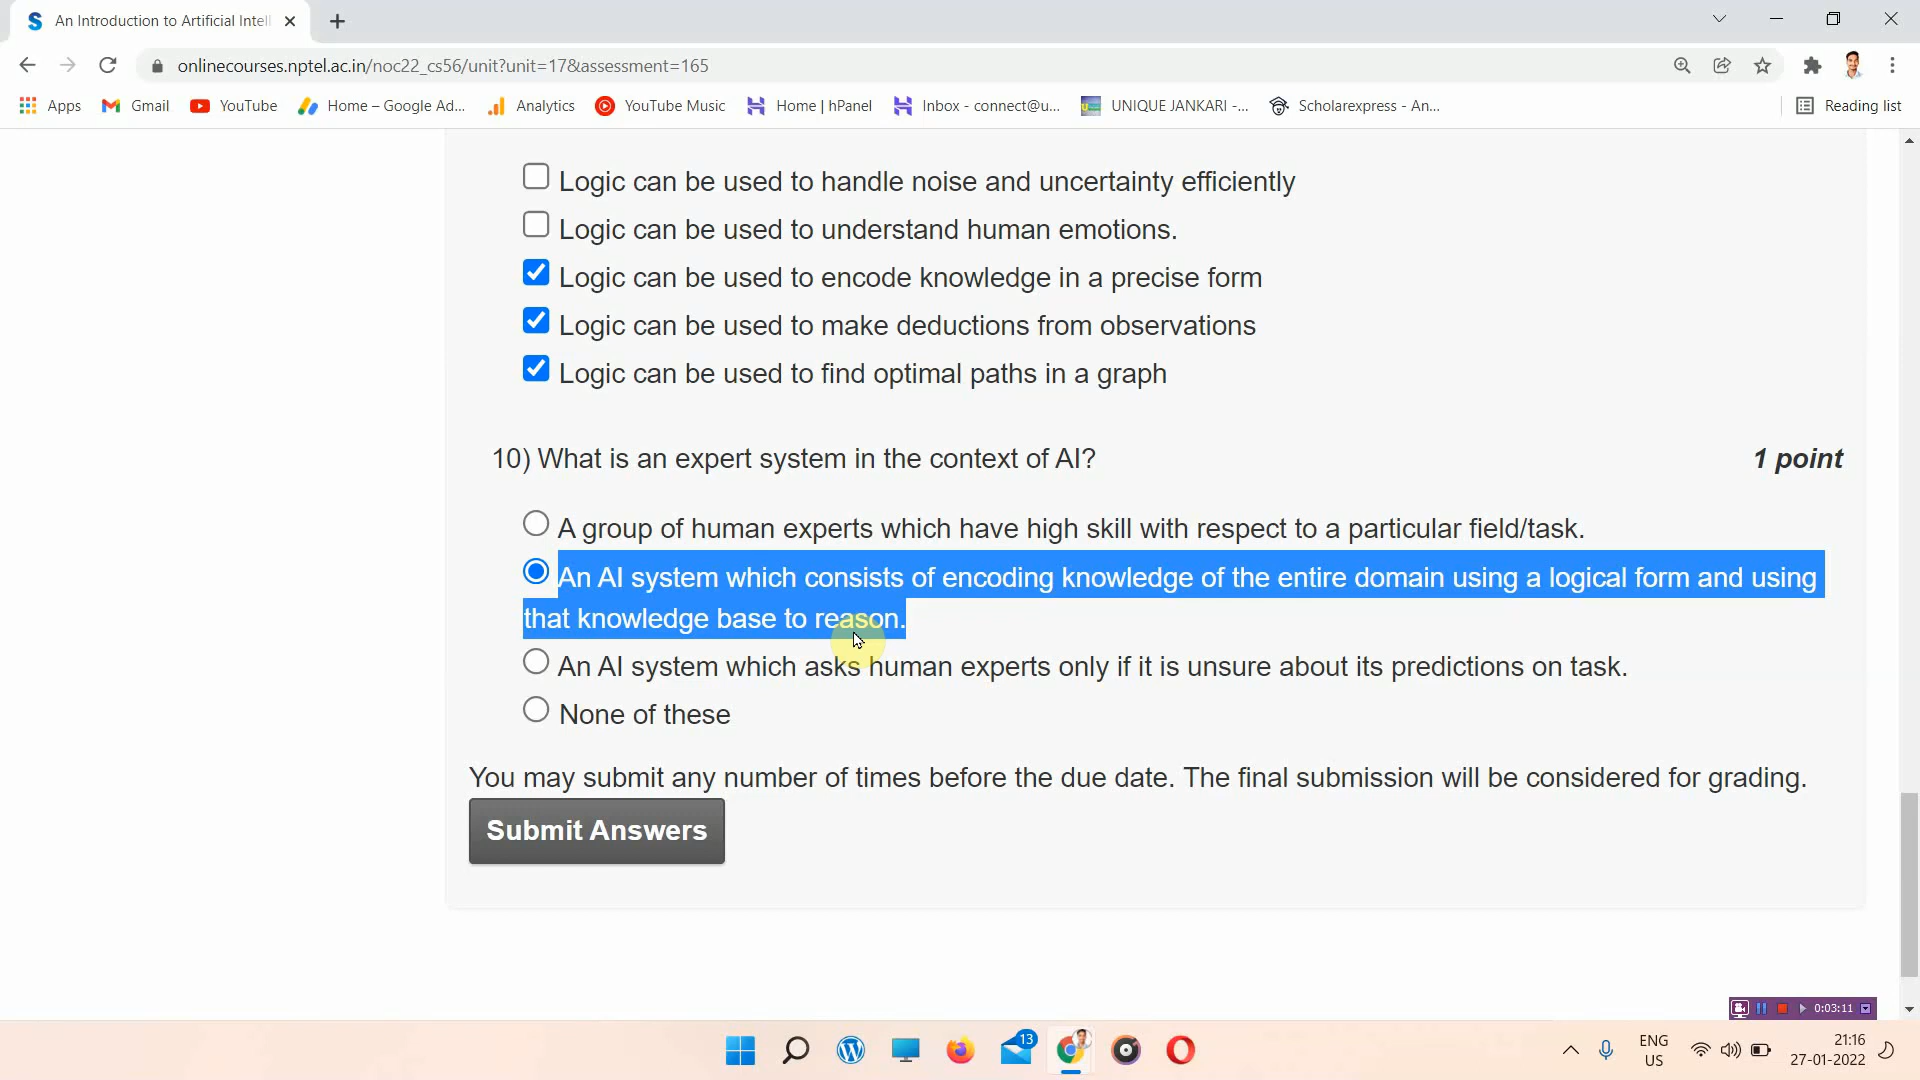 An Introduction to Artificial Intell
onlinecourses.nptel.ac.in/noc22_cs56/unit?unit=17&assessment=165
Apps Gmail YouTube Home – Google Ad... Analytics YouTube Music Home | hPanel Inbox - connect@u... UNIQUE JANKARI -... Scholarexpress - An... Reading list
Logic can be used to handle noise and uncertainty efficiently
Logic can be used to understand human emotions.
Logic can be used to encode knowledge in a precise form
Logic can be used to make deductions from observations
Logic can be used to find optimal paths in a graph
10) What is an expert system in the context of AI? 1 point
A group of human experts which have high skill with respect to a particular field/task.
An AI system which consists of encoding knowledge of the entire domain using a logical form and using
that knowledge base to reason.
An AI system which asks human experts only if it is unsure about its predictions on task.
None of these
You may submit any number of times before the due date. The final submission will be considered for grading.
Submit Answers
0:03:11
13
ENG
US
21:16
27-01-2022